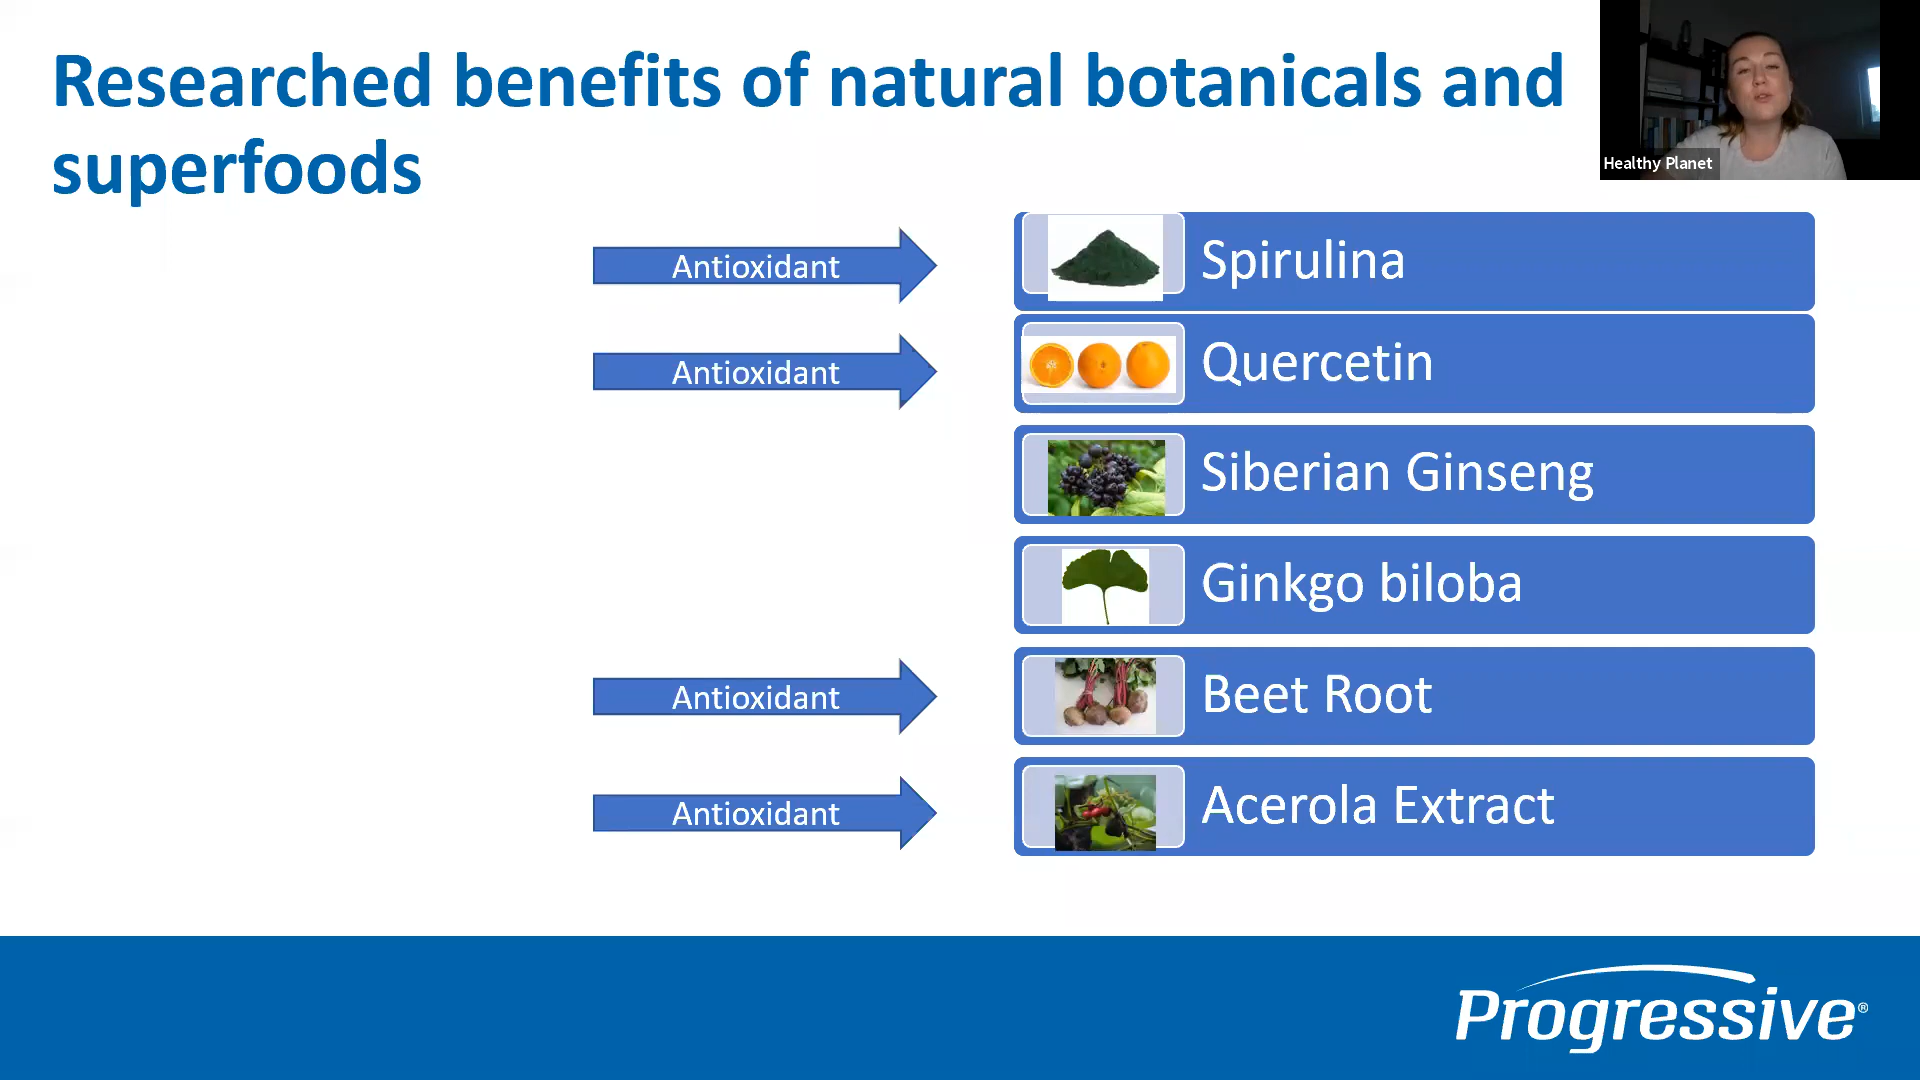 Researched benefits of natural botanicals and
superfoods
Healthy Planet
Antioxidant
Spirulina
Antioxidant
Quercetin
Siberian Ginseng
Ginkgo biloba
Antioxidant
Beet Root
Antioxidant
Acerola Extract
Progressive®